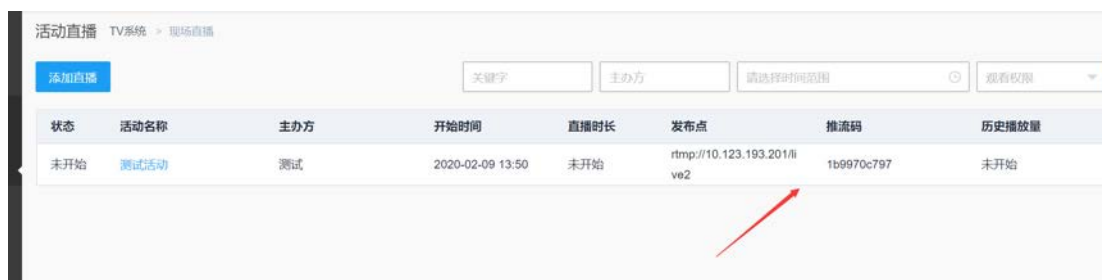 活动直播 TV系统 > 现场直播
添加直播 关键字 主办方 请选择时间范围 观看权限
状态 活动名称 主办方 开始时间 直播时长 发布点 推流码 历史播放量
未开始 测试活动 测试 2020-02-09 13:50 未开始 rtmp://10.123.193.201/li 1b9970c797 未开始
ve2